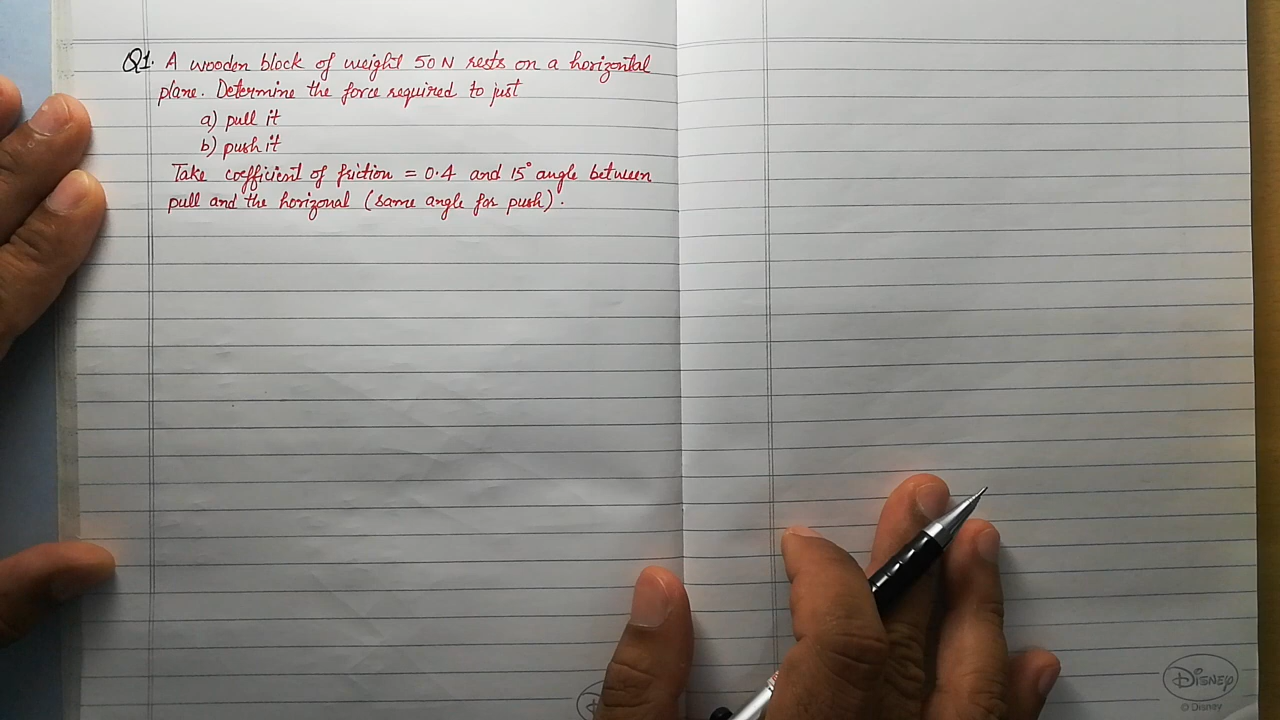 Q1. A wooden block of weight 50 N rests on a horizontal
plane. Determine the force required to just
a) pull it
b) push it
Take coefficient of friction = 0.4 and 15° angle between
pull and the horizonal (same angle for push).
DISNEY
© Disney